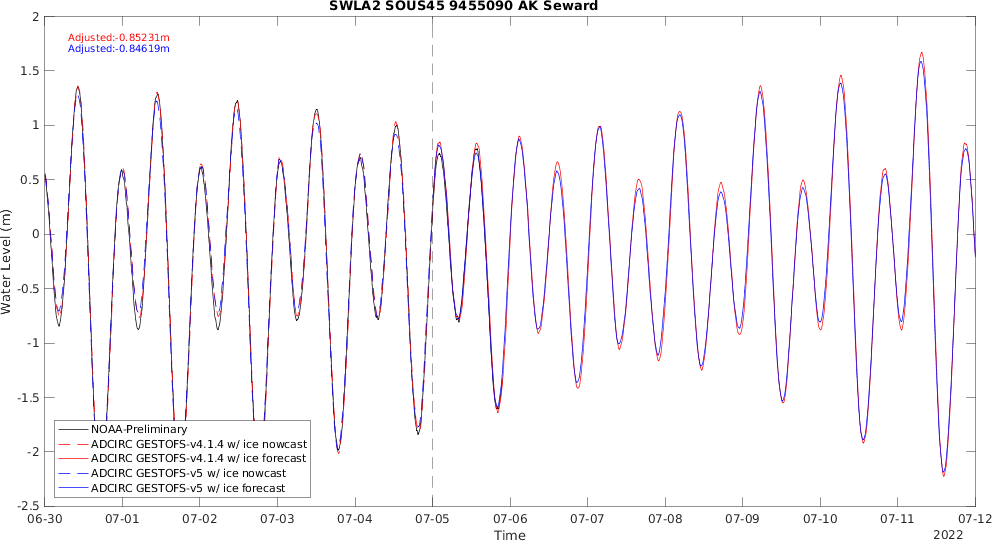 SWLA2 SOUS45 9455090 AK Seward
Adjusted:-0.85231m
Adjusted:-0.84619m
2
1.5
1
0.5
0
-0.5
-1
-1.5
-2
-2.5
Water Level (m)
NOAA-Preliminary
ADCIRC GESTOFS-v4.1.4 w/ ice nowcast
ADCIRC GESTOFS-v4.1.4 w/ ice forecast
ADCIRC GESTOFS-v5 w/ ice nowcast
ADCIRC GESTOFS-v5 w/ ice forecast
06-30 07-01 07-02 07-03 07-04 07-05 07-06 07-07 07-08 07-09 07-10 07-11 07-12
Time
2022